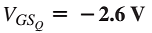 V_{GS_Q} = −2.6 V